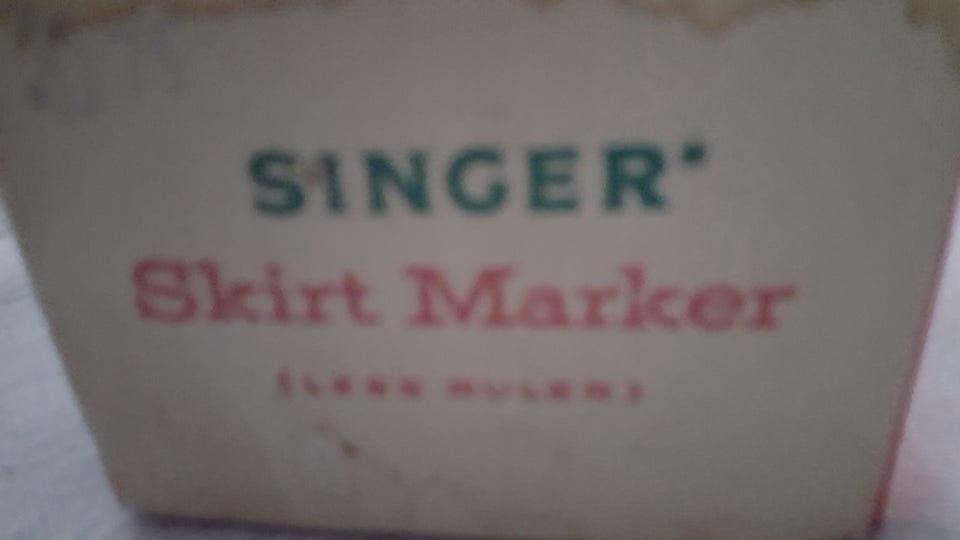 SINGER*
Skirt Marker
(LESS RULER)